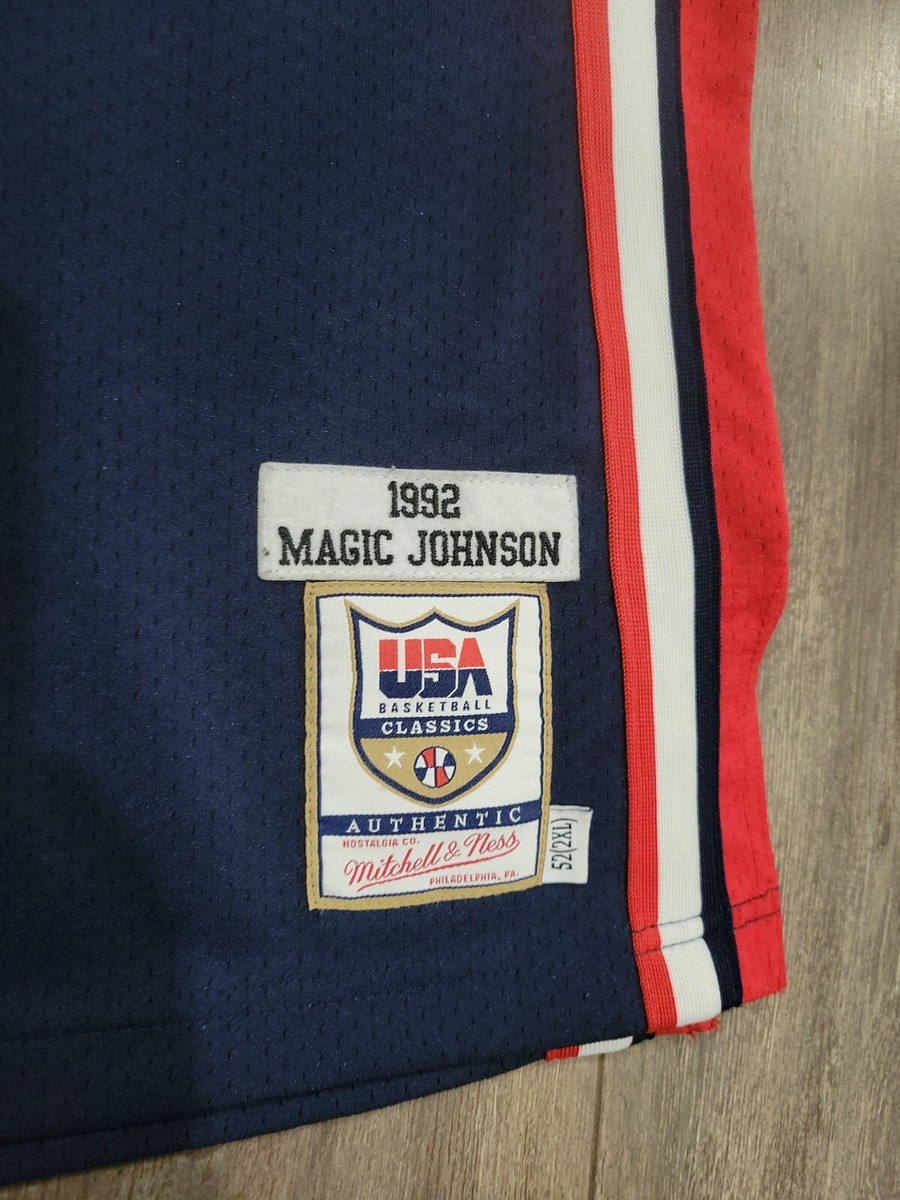 1992
MAGIC JOHNSON
USA
BASKETBALL
CLASSICS
AUTHENTIC
NOSTALGIA CO.
Mitchell & Ness
PHILADELPHIA, PA.
52(2XL)